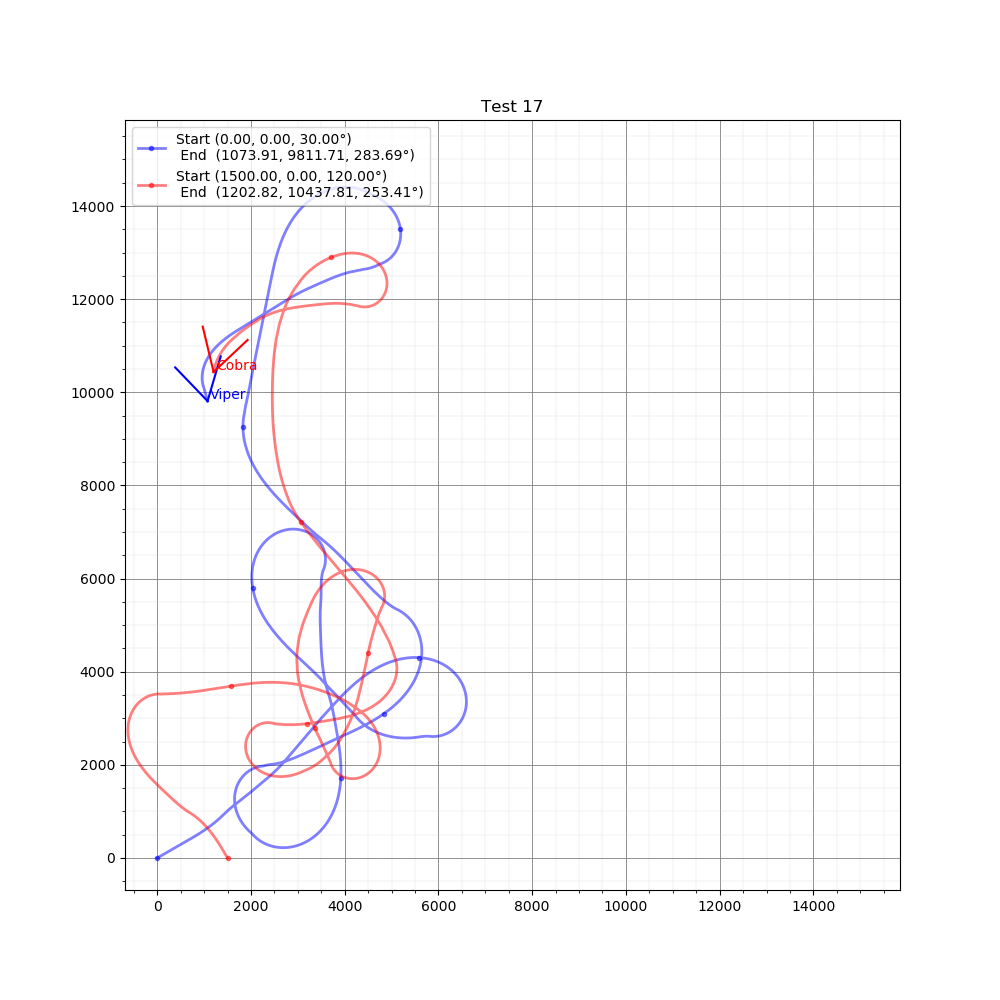 Test 17
Start (0.00, 0.00, 30.00°)
End (1073.91, 9811.71, 283.69°)
Start (1500.00, 0.00, 120.00°)
End (1202.82, 10437.81, 253.41°)
14000
12000
10000
8000
6000
4000
2000
0
Cobra
Viper
0 2000 4000 6000 8000 10000 12000 14000